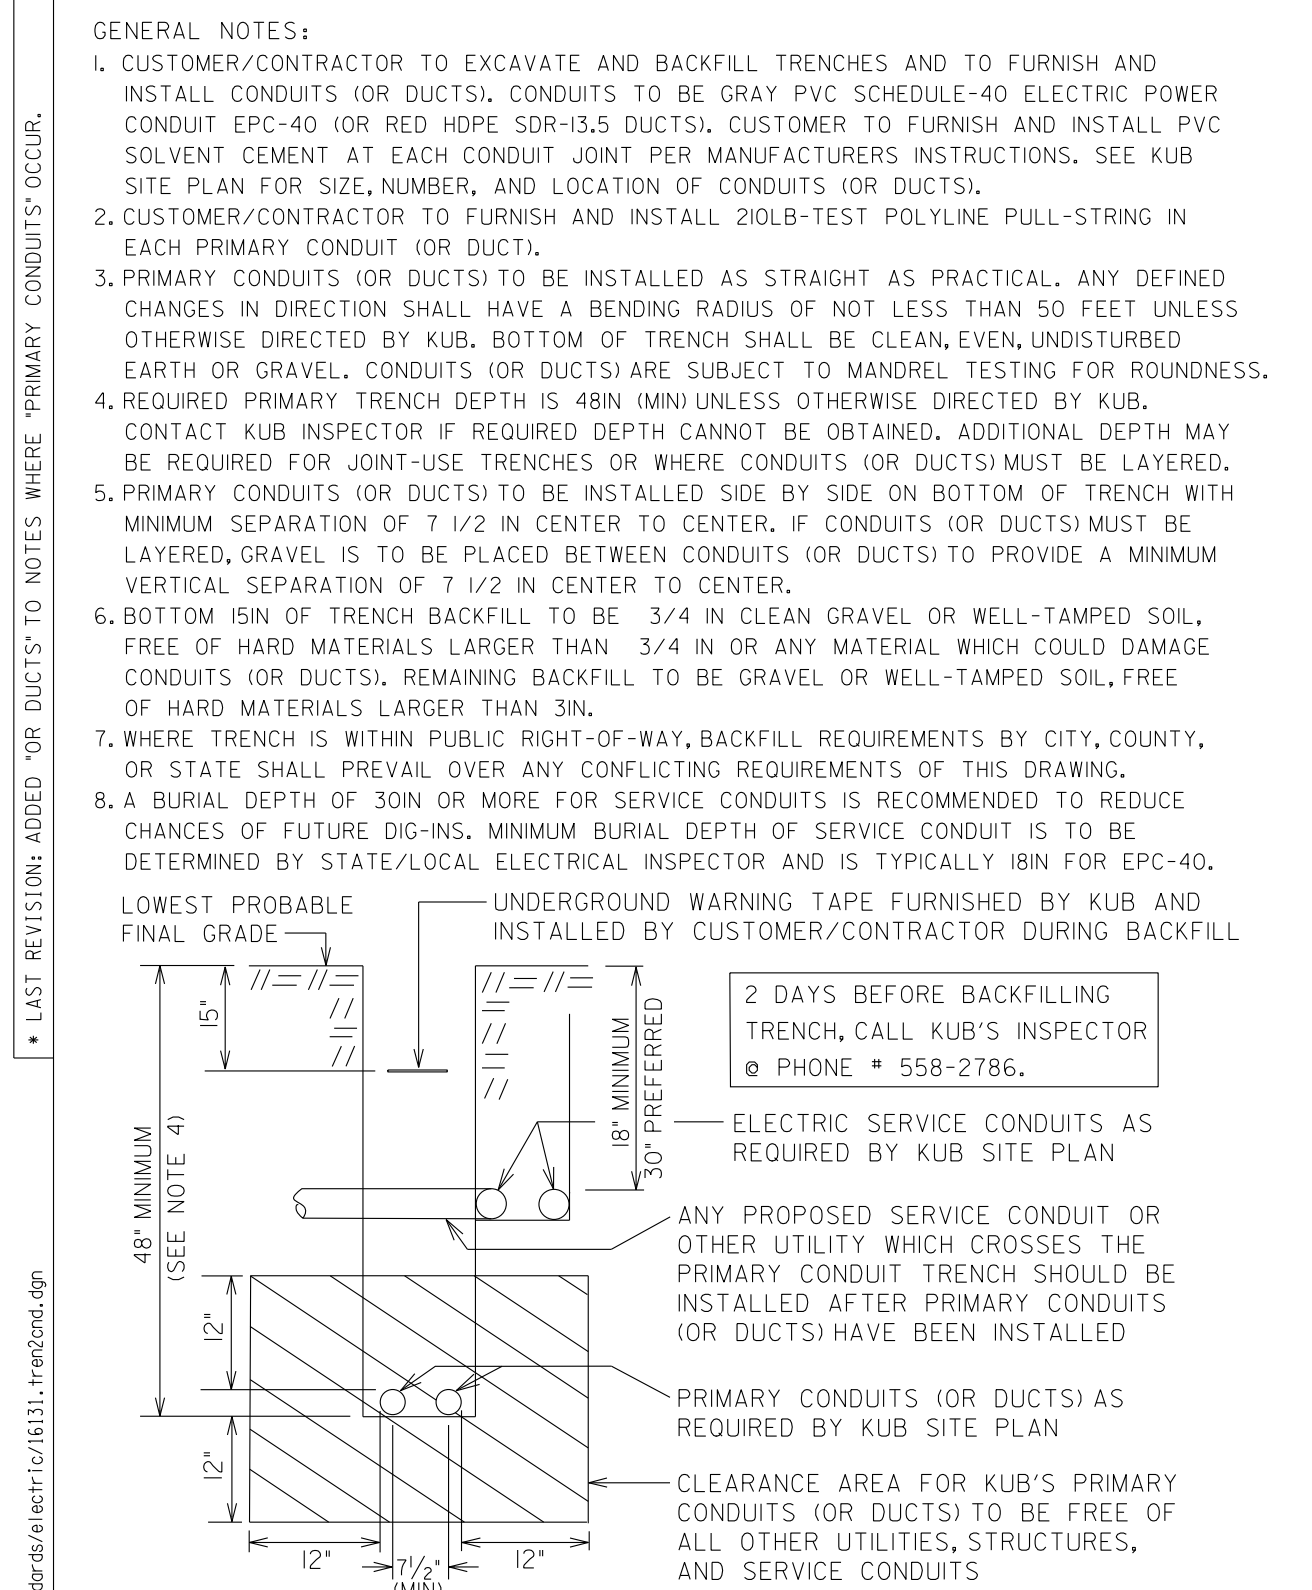 GENERAL NOTES:
1. CUSTOMER/CONTRACTOR TO EXCAVATE AND BACKFILL TRENCHES AND TO FURNISH AND
INSTALL CONDUITS (OR DUCTS). CONDUITS TO BE GRAY PVC SCHEDULE-40 ELECTRIC POWER
CONDUIT EPC-40 (OR RED HDPE SDR-13.5 DUCTS). CUSTOMER TO FURNISH AND INSTALL PVC
SOLVENT CEMENT AT EACH CONDUIT JOINT PER MANUFACTURERS INSTRUCTIONS. SEE KUB
SITE PLAN FOR SIZE, NUMBER, AND LOCATION OF CONDUITS (OR DUCTS).
2. CUSTOMER/CONTRACTOR TO FURNISH AND INSTALL 210LB-TEST POLYLINE PULL-STRING IN
EACH PRIMARY CONDUIT (OR DUCT).
3. PRIMARY CONDUITS (OR DUCTS) TO BE INSTALLED AS STRAIGHT AS PRACTICAL. ANY DEFINED
CHANGES IN DIRECTION SHALL HAVE A BENDING RADIUS OF NOT LESS THAN 50 FEET UNLESS
OTHERWISE DIRECTED BY KUB. BOTTOM OF TRENCH SHALL BE CLEAN, EVEN, UNDISTURBED
EARTH OR GRAVEL. CONDUITS (OR DUCTS) ARE SUBJECT TO MANDREL TESTING FOR ROUNDNESS.
4. REQUIRED PRIMARY TRENCH DEPTH IS 48IN (MIN) UNLESS OTHERWISE DIRECTED BY KUB.
CONTACT KUB INSPECTOR IF REQUIRED DEPTH CANNOT BE OBTAINED. ADDITIONAL DEPTH MAY
BE REQUIRED FOR JOINT-USE TRENCHES OR WHERE CONDUITS (OR DUCTS) MUST BE LAYERED.
5. PRIMARY CONDUITS (OR DUCTS) TO BE INSTALLED SIDE BY SIDE ON BOTTOM OF TRENCH WITH
MINIMUM SEPARATION OF 7 1/2 IN CENTER TO CENTER. IF CONDUITS (OR DUCTS) MUST BE
LAYERED, GRAVEL IS TO BE PLACED BETWEEN CONDUITS (OR DUCTS) TO PROVIDE A MINIMUM
VERTICAL SEPARATION OF 7 1/2 IN CENTER TO CENTER.
6. BOTTOM 15IN OF TRENCH BACKFILL TO BE 3/4 IN CLEAN GRAVEL OR WELL-TAMPED SOIL,
FREE OF HARD MATERIALS LARGER THAN 3/4 IN OR ANY MATERIAL WHICH COULD DAMAGE
CONDUITS (OR DUCTS). REMAINING BACKFILL TO BE GRAVEL OR WELL-TAMPED SOIL, FREE
OF HARD MATERIALS LARGER THAN 3IN.
7. WHERE TRENCH IS WITHIN PUBLIC RIGHT-OF-WAY, BACKFILL REQUIREMENTS BY CITY, COUNTY,
OR STATE SHALL PREVAIL OVER ANY CONFLICTING REQUIREMENTS OF THIS DRAWING.
8. A BURIAL DEPTH OF 30IN OR MORE FOR SERVICE CONDUITS IS RECOMMENDED TO REDUCE
CHANCES OF FUTURE DIG-INS. MINIMUM BURIAL DEPTH OF SERVICE CONDUIT IS TO BE
DETERMINED BY STATE/LOCAL ELECTRICAL INSPECTOR AND IS TYPICALLY 18IN FOR EPC-40.
LOWEST PROBABLE
FINAL GRADE
UNDERGROUND WARNING TAPE FURNISHED BY KUB AND
INSTALLED BY CUSTOMER/CONTRACTOR DURING BACKFILL
15"
48" MINIMUM
(SEE NOTE 4)
18" MINIMUM
30" PREFERRED
2 DAYS BEFORE BACKFILLING
TRENCH, CALL KUB'S INSPECTOR
@ PHONE # 558-2786.
ELECTRIC SERVICE CONDUITS AS
REQUIRED BY KUB SITE PLAN
ANY PROPOSED SERVICE CONDUIT OR
OTHER UTILITY WHICH CROSSES THE
PRIMARY CONDUIT TRENCH SHOULD BE
INSTALLED AFTER PRIMARY CONDUITS
(OR DUCTS) HAVE BEEN INSTALLED
12"
PRIMARY CONDUITS (OR DUCTS) AS
REQUIRED BY KUB SITE PLAN
12"
CLEARANCE AREA FOR KUB'S PRIMARY
CONDUITS (OR DUCTS) TO BE FREE OF
ALL OTHER UTILITIES, STRUCTURES,
AND SERVICE CONDUITS
12"
7 1/2"
(MIN)
12"
* LAST REVISION: ADDED "OR DUCTS" TO NOTES WHERE "PRIMARY CONDUITS" OCCUR.
dards/electric/16131.tren2cnd.dgn